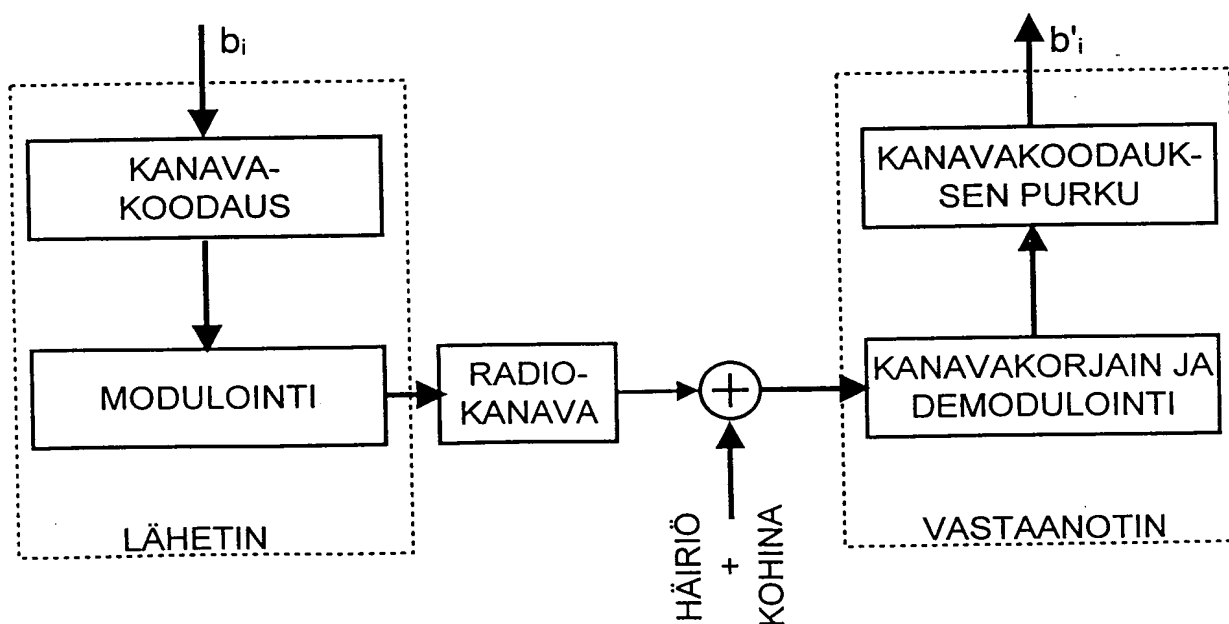 bi
KANAVA-
KOODAUS
MODULOINTI
LÄHETIN
RADIO-
KANAVA
HÄIRIÖ
+
KOHINA
b'i
KANAVAKOODAUK-
SEN PURKU
KANAVAKORJAIN JA
DEMODULOINTI
VASTAANOTIN